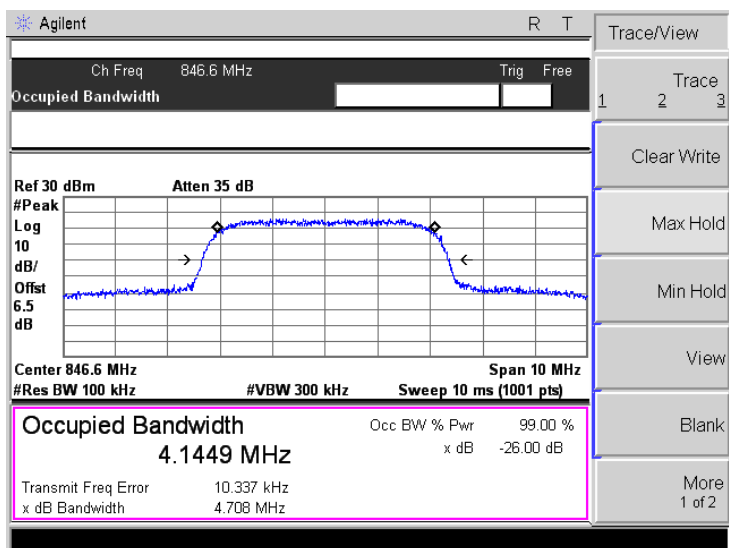 Agilent R T
Ch Freq 846.6 MHz Trig Free
Occupied Bandwidth
Ref 30 dBm Atten 35 dB
#Peak
Log
10
dB/
Offst
6.5
dB
Center 846.6 MHz Span 10 MHz
#Res BW 100 kHz #VBW 300 kHz Sweep 10 ms (1001 pts)
Occupied Bandwidth
4.1449 MHz
Occ BW % Pwr 99.00 %
x dB -26.00 dB
Transmit Freq Error 10.337 kHz
x dB Bandwidth 4.708 MHz
Trace/View
Trace
1 2 3
Clear Write
Max Hold
Min Hold
View
Blank
More
1 of 2